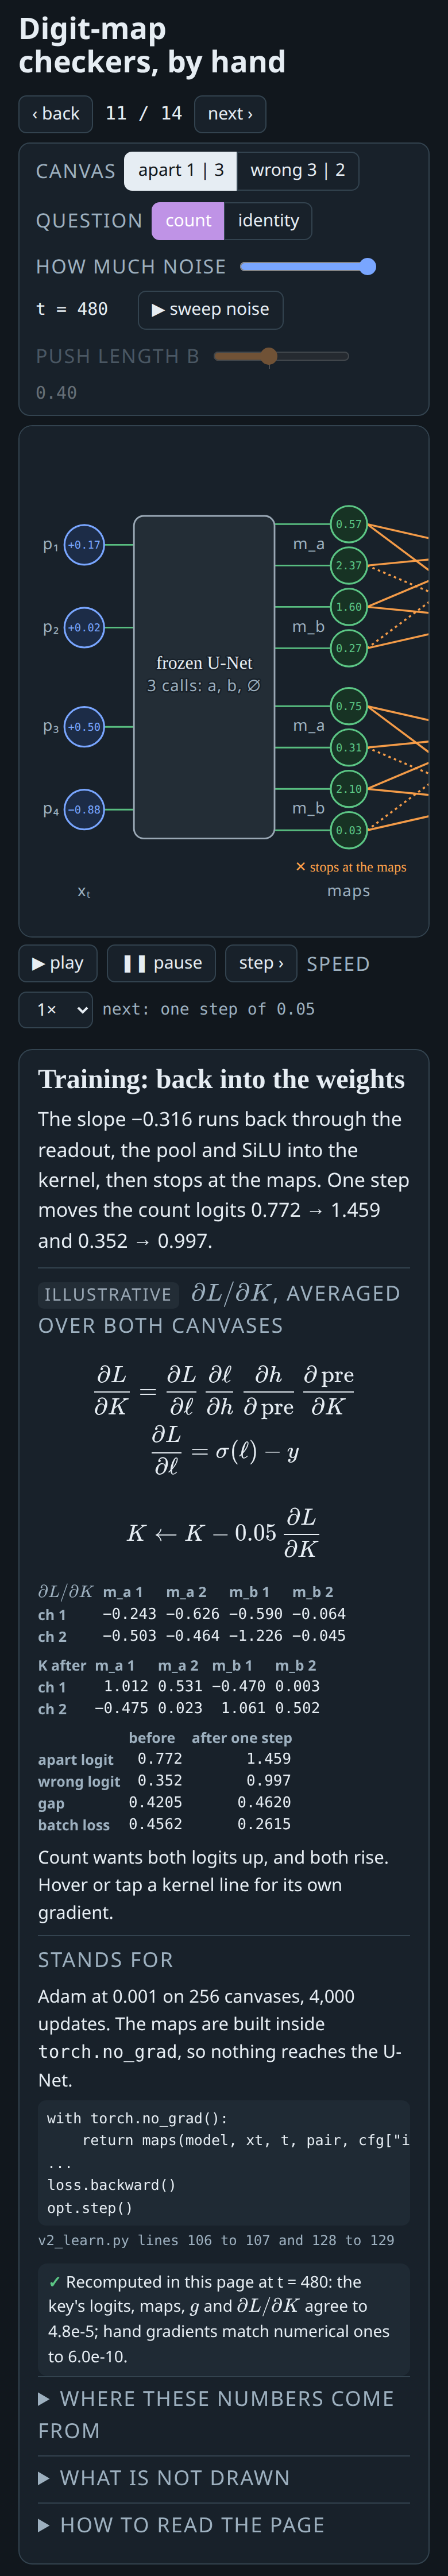 Digit-map
checkers, by hand
‹ back 11 / 14 next ›
CANVAS apart 1 | 3 wrong 3 | 2
QUESTION count identity
HOW MUCH NOISE
t = 480 ▶ sweep noise
PUSH LENGTH B
0.40
p₁ +0.17
p₂ +0.02
p₃ +0.50
p₄ −0.88
xₜ
frozen U-Net
3 calls: a, b, ∅
m_a
m_b
m_a
m_b
0.57
2.37
1.60
0.27
0.75
0.31
2.10
0.03
✕ stops at the maps
maps
▶ play ❚❚ pause step › SPEED
1× next: one step of 0.05
Training: back into the weights
The slope −0.316 runs back through the
readout, the pool and SiLU into the
kernel, then stops at the maps. One step
moves the count logits 0.772 → 1.459
and 0.352 → 0.997.
ILLUSTRATIVE ∂L/∂K, AVERAGED
OVER BOTH CANVASES
∂L/∂K = ∂L/∂ℓ ∂ℓ/∂h ∂h/∂pre ∂pre/∂K
∂L/∂ℓ = σ(ℓ) − y
K ← K − 0.05 ∂L/∂K
∂L/∂K m_a 1 m_a 2 m_b 1 m_b 2
ch 1 −0.243 −0.626 −0.590 −0.064
ch 2 −0.503 −0.464 −1.226 −0.045
K after m_a 1 m_a 2 m_b 1 m_b 2
ch 1 1.012 0.531 −0.470 0.003
ch 2 −0.475 0.023 1.061 0.502
before after one step
apart logit 0.772 1.459
wrong logit 0.352 0.997
gap 0.4205 0.4620
batch loss 0.4562 0.2615
Count wants both logits up, and both rise.
Hover or tap a kernel line for its own
gradient.
STANDS FOR
Adam at 0.001 on 256 canvases, 4,000
updates. The maps are built inside
torch.no_grad, so nothing reaches the U-
Net.
with torch.no_grad():
    return maps(model, xt, t, pair, cfg["i
...
loss.backward()
opt.step()
v2_learn.py lines 106 to 107 and 128 to 129
✓ Recomputed in this page at t = 480: the
key's logits, maps, g and ∂L/∂K agree to
4.8e-5; hand gradients match numerical ones
to 6.0e-10.
▶ WHERE THESE NUMBERS COME
FROM
▶ WHAT IS NOT DRAWN
▶ HOW TO READ THE PAGE